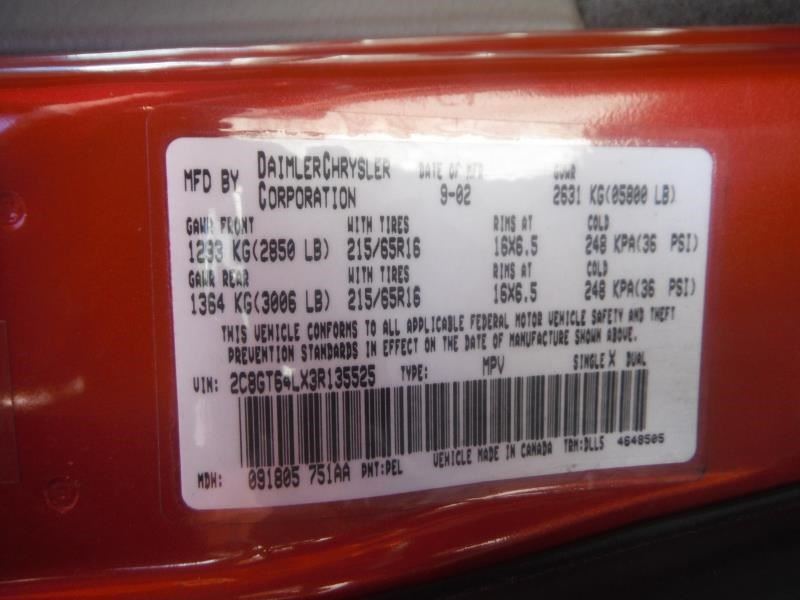 MFD BY DAIMLERCHRYSLER CORPORATION DATE OF MFR 9-02 GVWR 2631 KG(05800 LB)
GAWR FRONT WITH TIRES RIMS AT COLD
1293 KG(2850 LB) 215/65R16 16X6.5 248 KPA(36 PSI)
GAWR REAR WITH TIRES RIMS AT COLD
1364 KG(3006 LB) 215/65R16 16X6.5 248 KPA(36 PSI)
THIS VEHICLE CONFORMS TO ALL APPLICABLE FEDERAL MOTOR VEHICLE SAFETY AND THEFT
PREVENTION STANDARDS IN EFFECT ON THE DATE OF MANUFACTURE SHOWN ABOVE.
VIN: 2C8GT64LX3R135525 TYPE: MPV SINGLE X DUAL
MDH: 091805 751AA PNT:PEL VEHICLE MADE IN CANADA TRM:DLL5 4648505